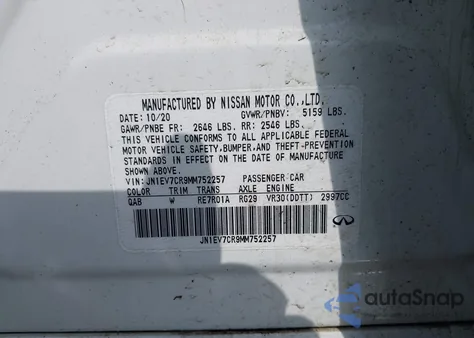 MANUFACTURED BY NISSAN MOTOR CO.,LTD.
DATE: 10/20 GVWR/PNBV: 5159 LBS.
GAWR/PNBE FR: 2646 LBS. RR: 2546 LBS.
THIS VEHICLE CONFORMS TO ALL APPLICABLE FEDERAL
MOTOR VEHICLE SAFETY,BUMPER,AND THEFT-PREVENTION
STANDARDS IN EFFECT ON THE DATE OF MANUFACTURE
SHOWN ABOVE.
VIN: JN1EV7CR9MM752257 PASSENGER CAR
COLOR TRIM TRANS AXLE ENGINE
QAB W RE7R01A RG29 VR30(DDTT) 2997CC
JN1EV7CR9MM752257
INFINITI
autoSnap